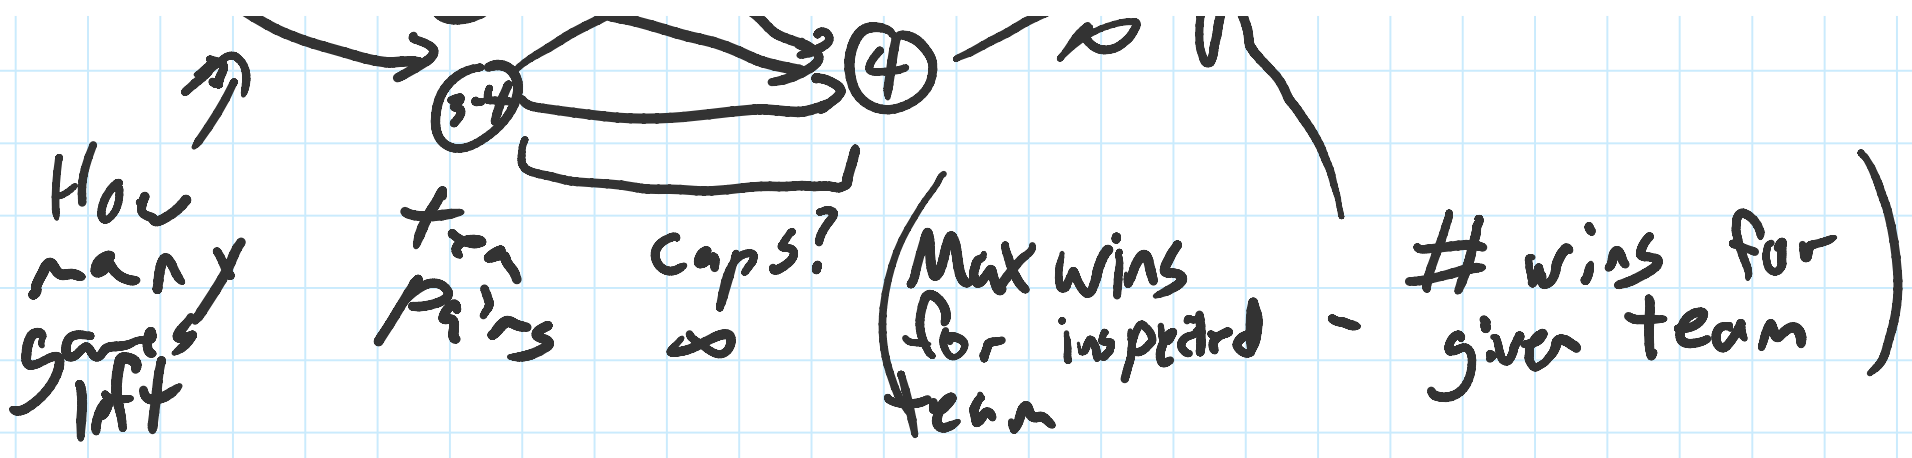 4
3-4
How
many
games
left
team
pairs
caps?
∞
(Max wins
for inspected
team
-
# wins for
given team)